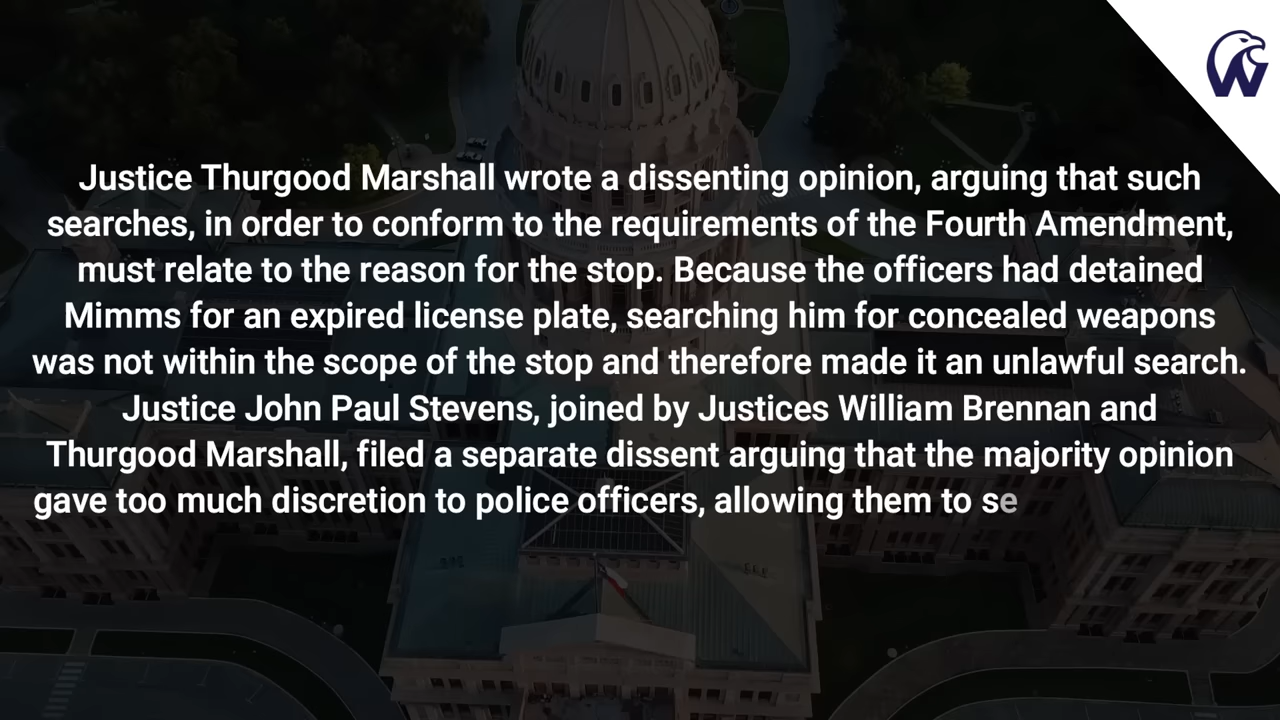 Justice Thurgood Marshall wrote a dissenting opinion, arguing that such
searches, in order to conform to the requirements of the Fourth Amendment,
must relate to the reason for the stop. Because the officers had detained
Mimms for an expired license plate, searching him for concealed weapons
was not within the scope of the stop and therefore made it an unlawful search.
Justice John Paul Stevens, joined by Justices William Brennan and
Thurgood Marshall, filed a separate dissent arguing that the majority opinion
gave too much discretion to police officers, allowing them to se